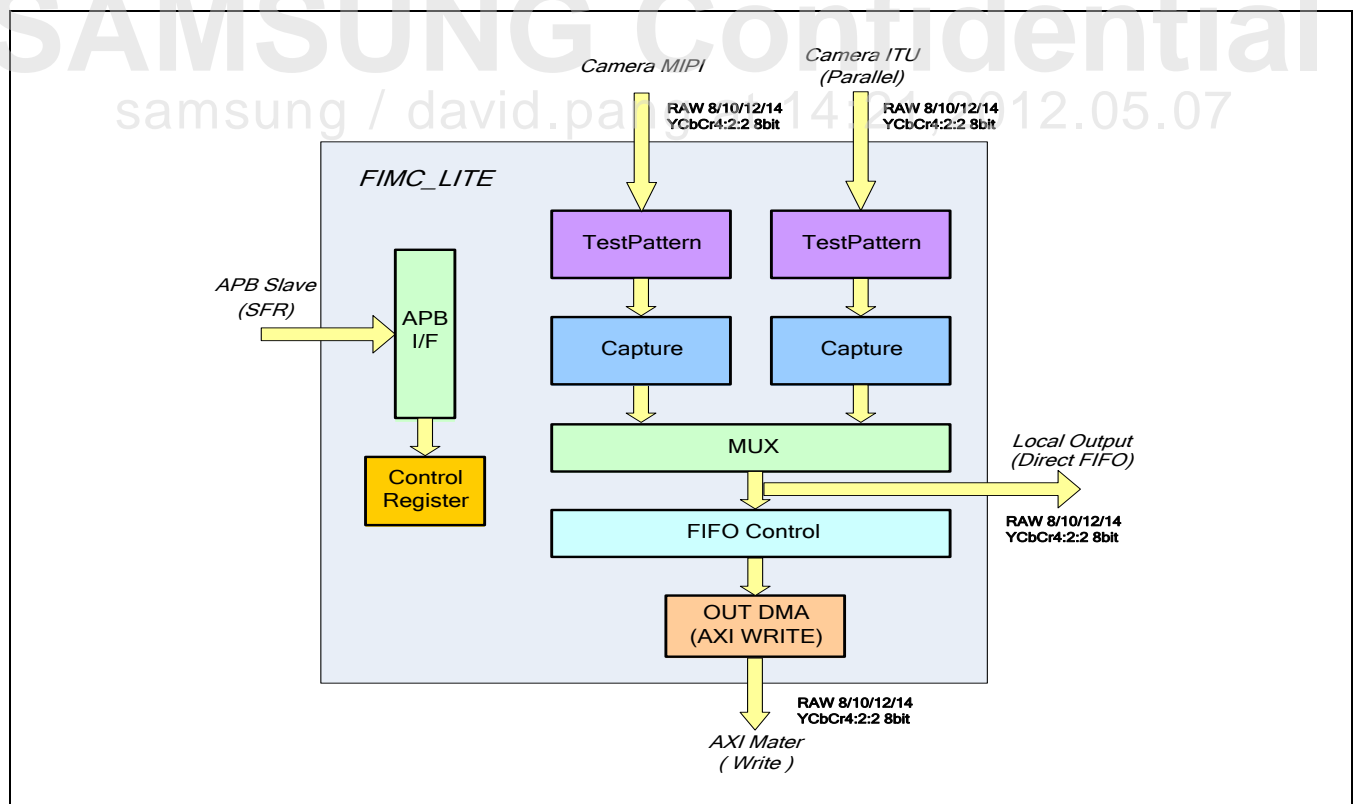 SAMSUNG Confidential
samsung / david.pang at 14:21,2012.05.07
Camera MIPI
Camera ITU
(Parallel)
RAW 8/10/12/14
YCbCr4:2:2 8bit
RAW 8/10/12/14
YCbCr4:2:2 8bit
FIMC_LITE
TestPattern
TestPattern
APB Slave
(SFR)
APB
I/F
Capture
Capture
MUX
Local Output
(Direct FIFO)
Control
Register
FIFO Control
RAW 8/10/12/14
YCbCr4:2:2 8bit
OUT DMA
(AXI WRITE)
RAW 8/10/12/14
YCbCr4:2:2 8bit
AXI Mater
( Write )